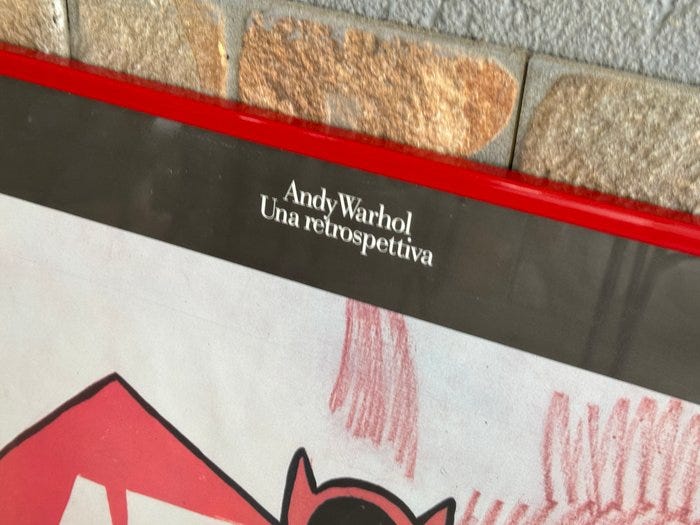 Andy Warhol
Una retrospettiva